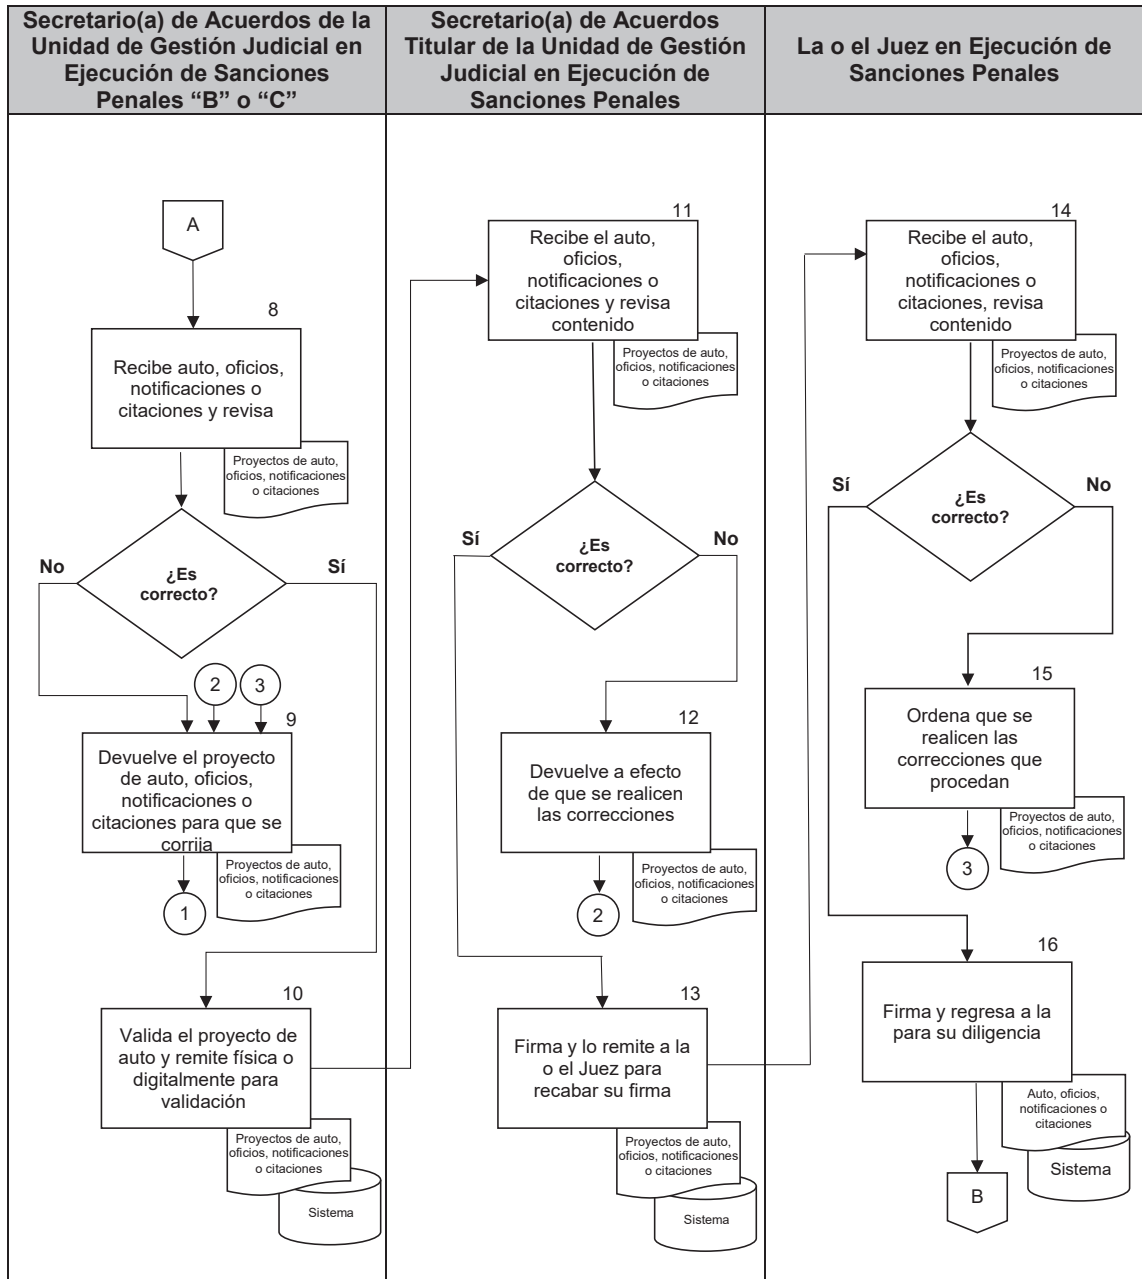 Secretario(a) de Acuerdos de la
Unidad de Gestión Judicial en
Ejecución de Sanciones
Penales “B” o “C”
Secretario(a) de Acuerdos
Titular de la Unidad de Gestión
Judicial en Ejecución de
Sanciones Penales
La o el Juez en Ejecución de
Sanciones Penales
A
8
Recibe auto, oficios,
notificaciones o
citaciones y revisa
Proyectos de auto,
oficios, notificaciones
o citaciones
¿Es
correcto?
No
Sí
2
3
9
Devuelve el proyecto
de auto, oficios,
notificaciones o
citaciones para que se
corrija
Proyectos de auto,
oficios, notificaciones
o citaciones
1
10
Valida el proyecto de
auto y remite física o
digitalmente para
validación
Proyectos de auto,
oficios, notificaciones
o citaciones
Sistema
11
Recibe el auto,
oficios,
notificaciones o
citaciones y revisa
contenido
Proyectos de auto,
oficios, notificaciones
o citaciones
Sí
¿Es
correcto?
No
12
Devuelve a efecto
de que se realicen
las correcciones
Proyectos de auto,
oficios, notificaciones
o citaciones
2
13
Firma y lo remite a la
o el Juez para
recabar su firma
Proyectos de auto,
oficios, notificaciones
o citaciones
Sistema
14
Recibe el auto,
oficios,
notificaciones o
citaciones, revisa
contenido
Proyectos de auto,
oficios, notificaciones
o citaciones
Sí
¿Es
correcto?
No
15
Ordena que se
realicen las
correcciones que
procedan
Proyectos de auto,
oficios, notificaciones
o citaciones
3
16
Firma y regresa a la
para su diligencia
Auto, oficios,
notificaciones o
citaciones
Sistema
B